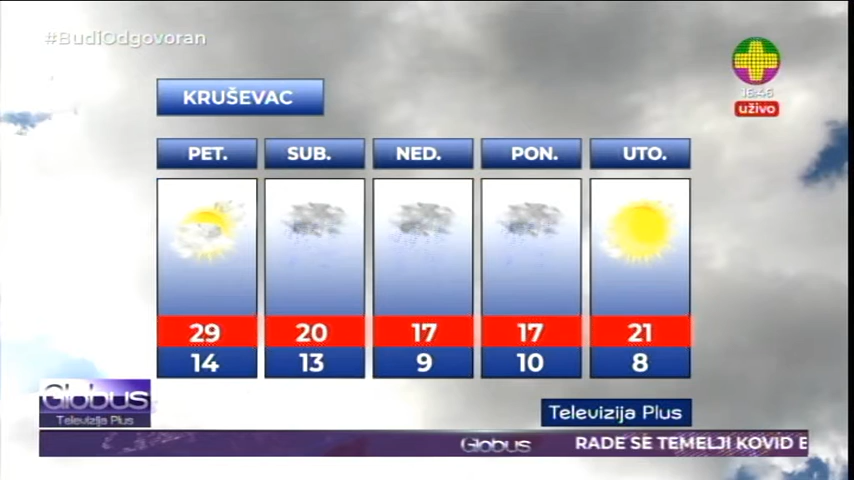 #BudiOdgovoran
16:46
uživo
KRUŠEVAC
PET. SUB. NED. PON. UTO.
29 20 17 17 21
14 13 9 10 8
Globus
Televizija Plus
Televizija Plus
Globus RADE SE TEMELJI KOVID